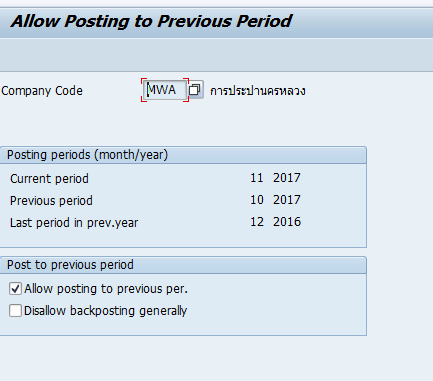 Allow Posting to Previous Period
Company Code MWA การประปานครหลวง
Posting periods (month/year)
Current period 11 2017
Previous period 10 2017
Last period in prev.year 12 2016
Post to previous period
Allow posting to previous per.
Disallow backposting generally